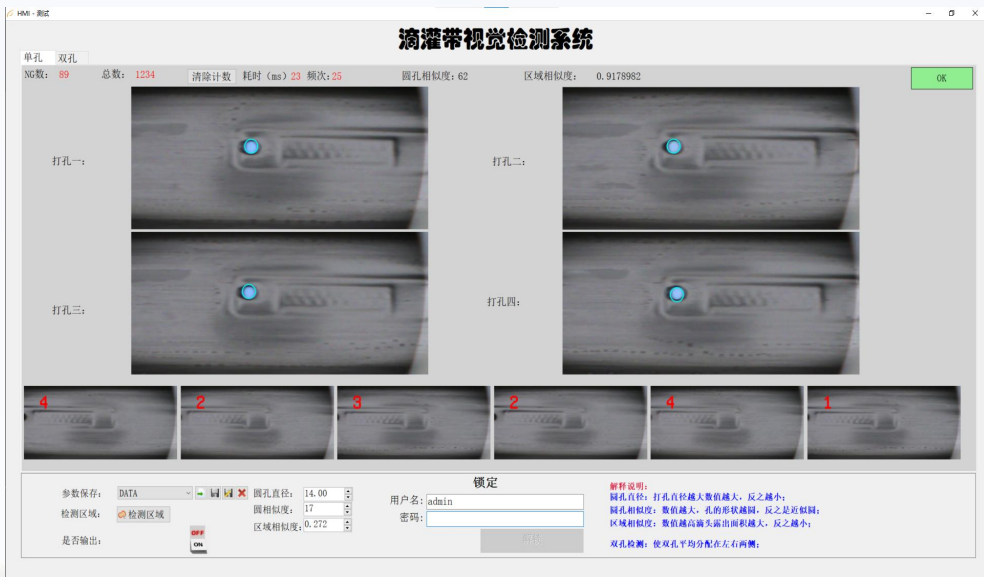 HMI - 测试
滴灌带视觉检测系统
单孔 双孔
NG数: 89 总数: 1234 清除计数 耗时（ms）23 频次:25 圆孔相似度: 62 区域相似度: 0.9178982 OK
打孔一: 打孔二:
打孔三: 打孔四:
4 2 3 2 4 1
锁定
参数保存: DATA 圆孔直径: 14.00
用户名: admin
检测区域: 检测区域 圆相似度: 17
密码:
区域相似度: 0.272
是否输出: OFF ON
解锁
解释说明:
圆孔直径: 打孔直径越大数值越大, 反之越小;
圆孔相似度: 数值越大, 孔的形状越圆, 反之是近似圆;
区域相似度: 数值越高滴头露出面积越大, 反之越小;
双孔检测: 使双孔平均分配在左右两侧;